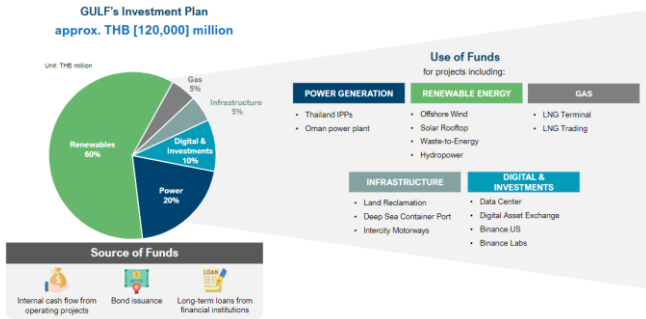 GULF's Investment Plan
approx. THB [120,000] million
Unit: THB million
Gas
5%
Infrastructure
5%
Digital &
Investments
10%
Power
20%
Renewables
60%
Source of Funds
Internal cash flow from
operating projects
Bond issuance
LOAN
Long-term loans from
financial institutions
Use of Funds
for projects including:
POWER GENERATION
• Thailand IPPs
• Oman power plant
RENEWABLE ENERGY
• Offshore Wind
• Solar Rooftop
• Waste-to-Energy
• Hydropower
GAS
• LNG Terminal
• LNG Trading
INFRASTRUCTURE
• Land Reclamation
• Deep Sea Container Port
• Intercity Motorways
DIGITAL &
INVESTMENTS
• Data Center
• Digital Asset Exchange
• Binance.US
• Binance Labs